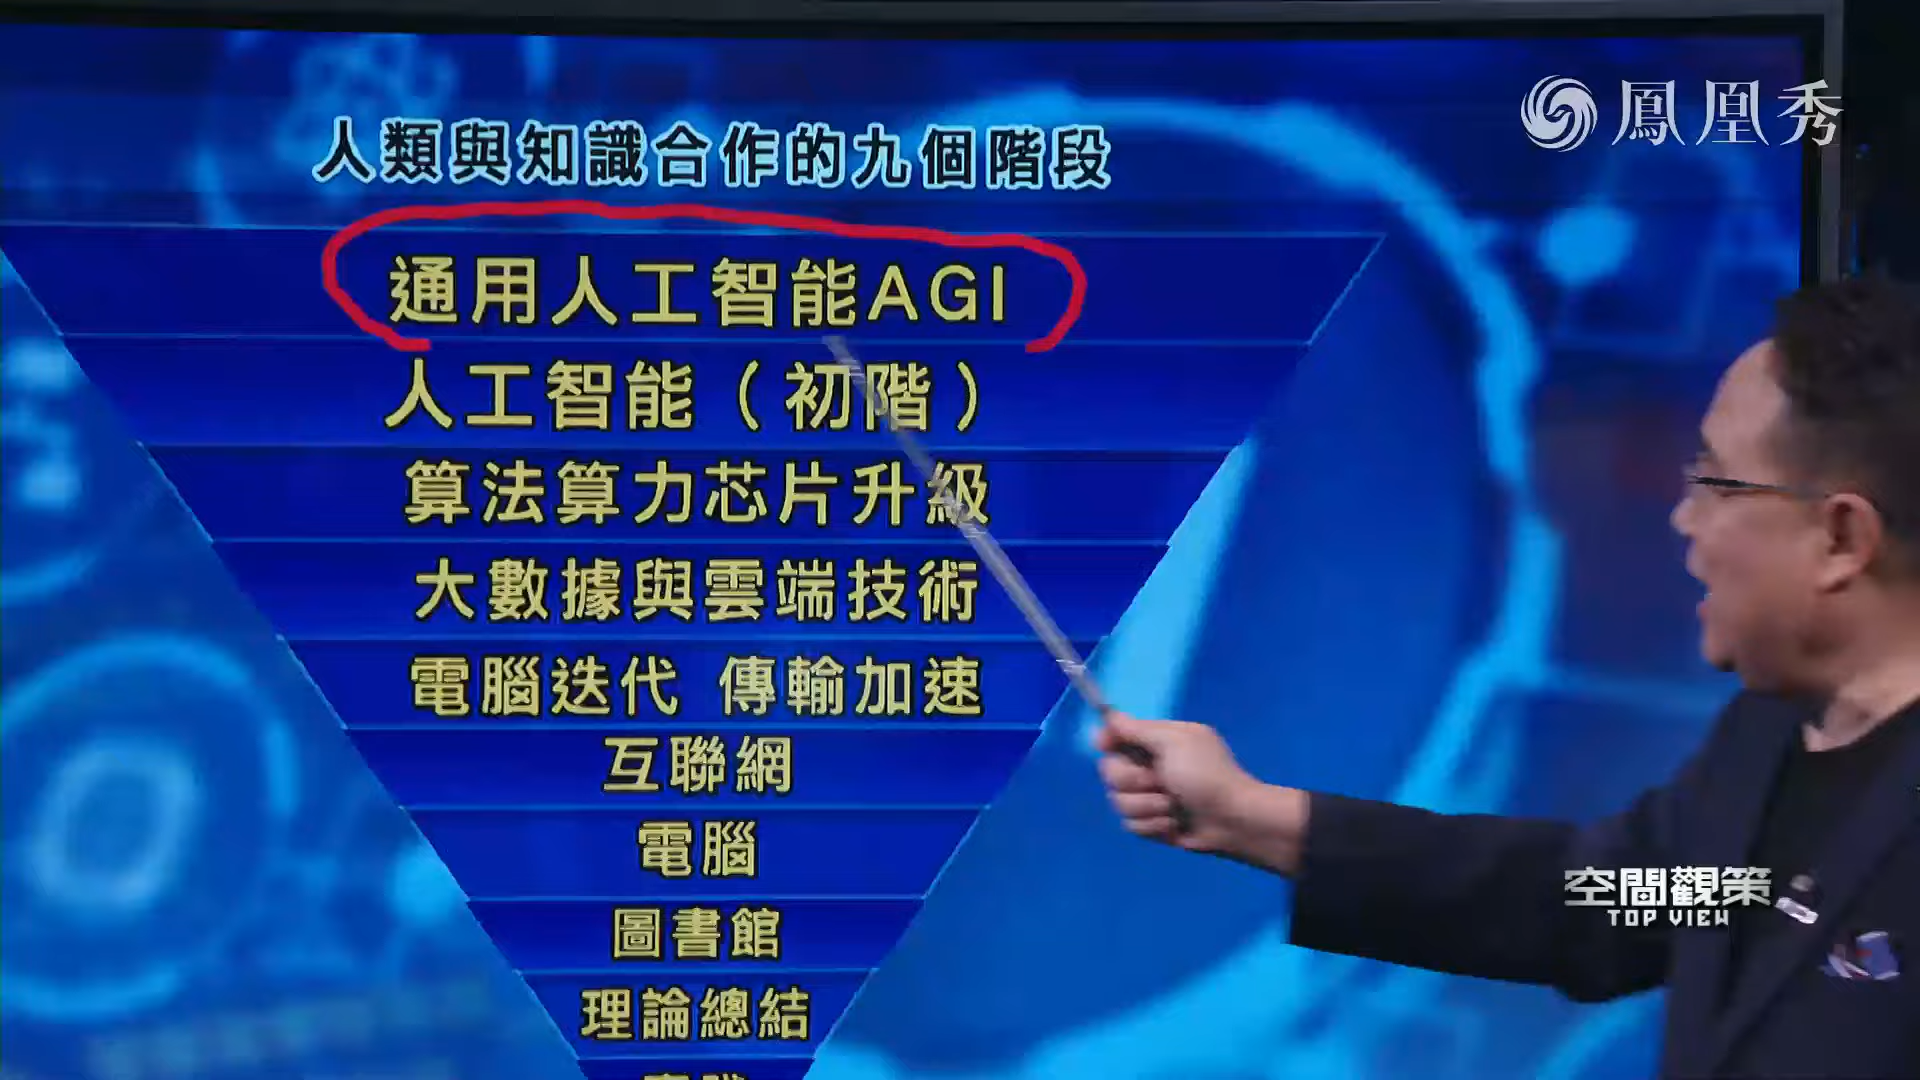 鳳凰秀
人類與知識合作的九個階段
通用人工智能AGI
人工智能（初階）
算法算力芯片升級
大數據與雲端技術
電腦迭代 傳輸加速
互聯網
電腦
圖書館
理論總結
空間觀策
TOP VIEW